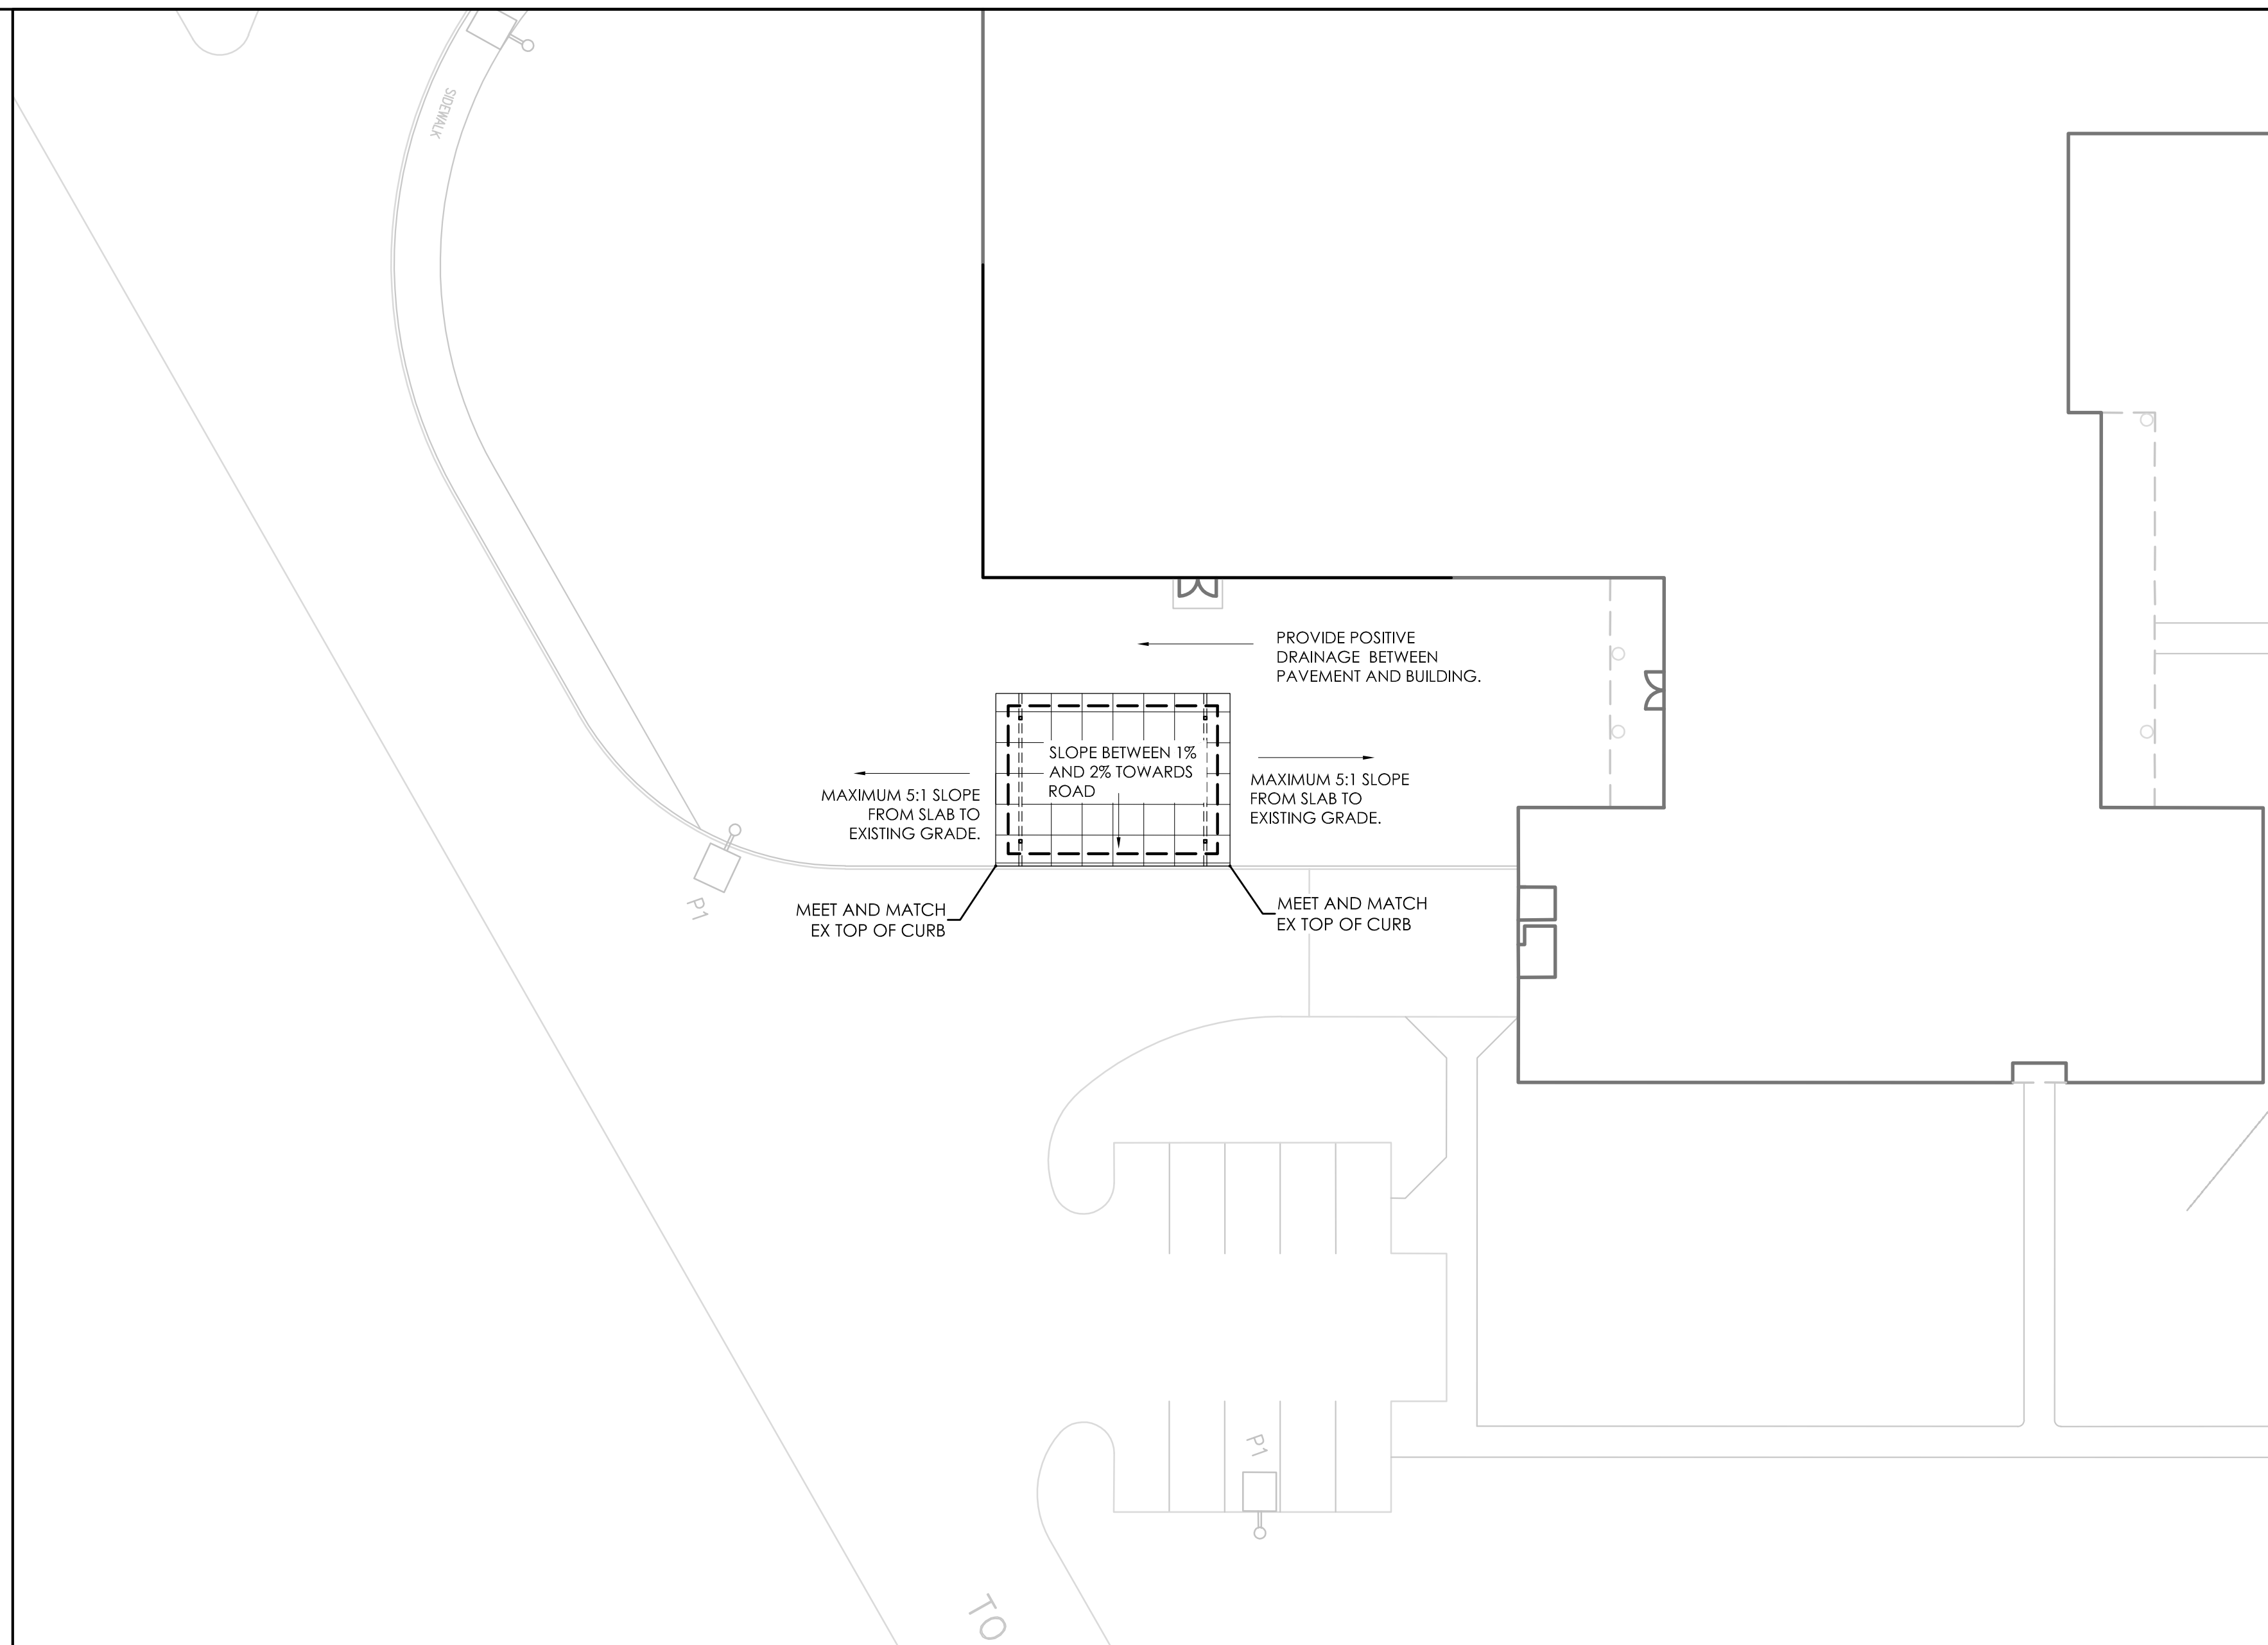 SIDEWALK
PROVIDE POSITIVE
DRAINAGE BETWEEN
PAVEMENT AND BUILDING.
SLOPE BETWEEN 1%
AND 2% TOWARDS
ROAD
MAXIMUM 5:1 SLOPE
FROM SLAB TO
EXISTING GRADE.
MAXIMUM 5:1 SLOPE
FROM SLAB TO
EXISTING GRADE.
MEET AND MATCH
EX TOP OF CURB
MEET AND MATCH
EX TOP OF CURB
P1
P1
TO